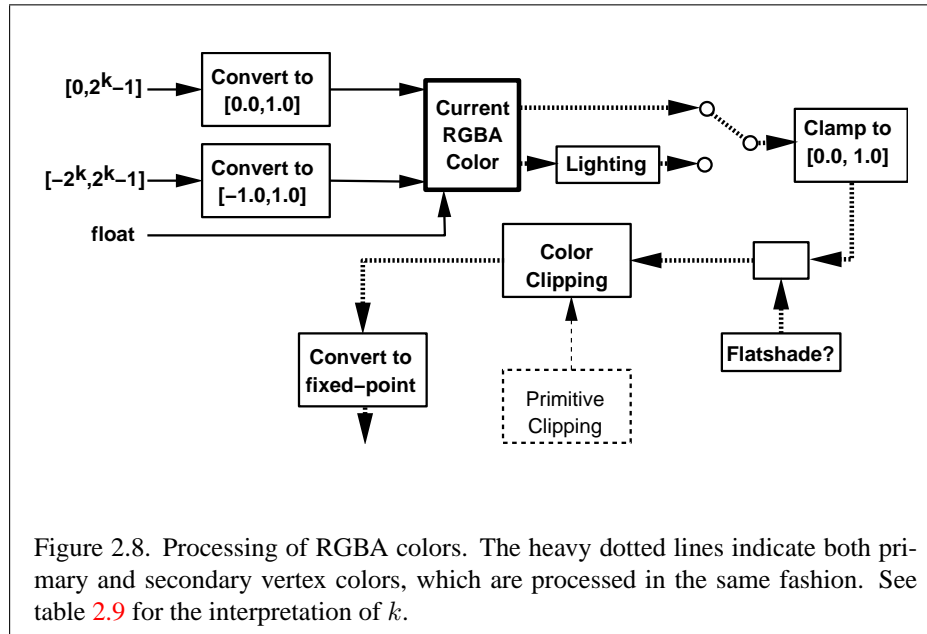 [0,2^k−1]
Convert to
[0.0,1.0]
Current
RGBA
Color
Lighting
Clamp to
[0.0, 1.0]
[−2^k,2^k−1]
Convert to
[−1.0,1.0]
float
Color
Clipping
Flatshade?
Convert to
fixed−point
Primitive
Clipping
Figure 2.8. Processing of RGBA colors. The heavy dotted lines indicate both pri-
mary and secondary vertex colors, which are processed in the same fashion. See
table 2.9 for the interpretation of k.